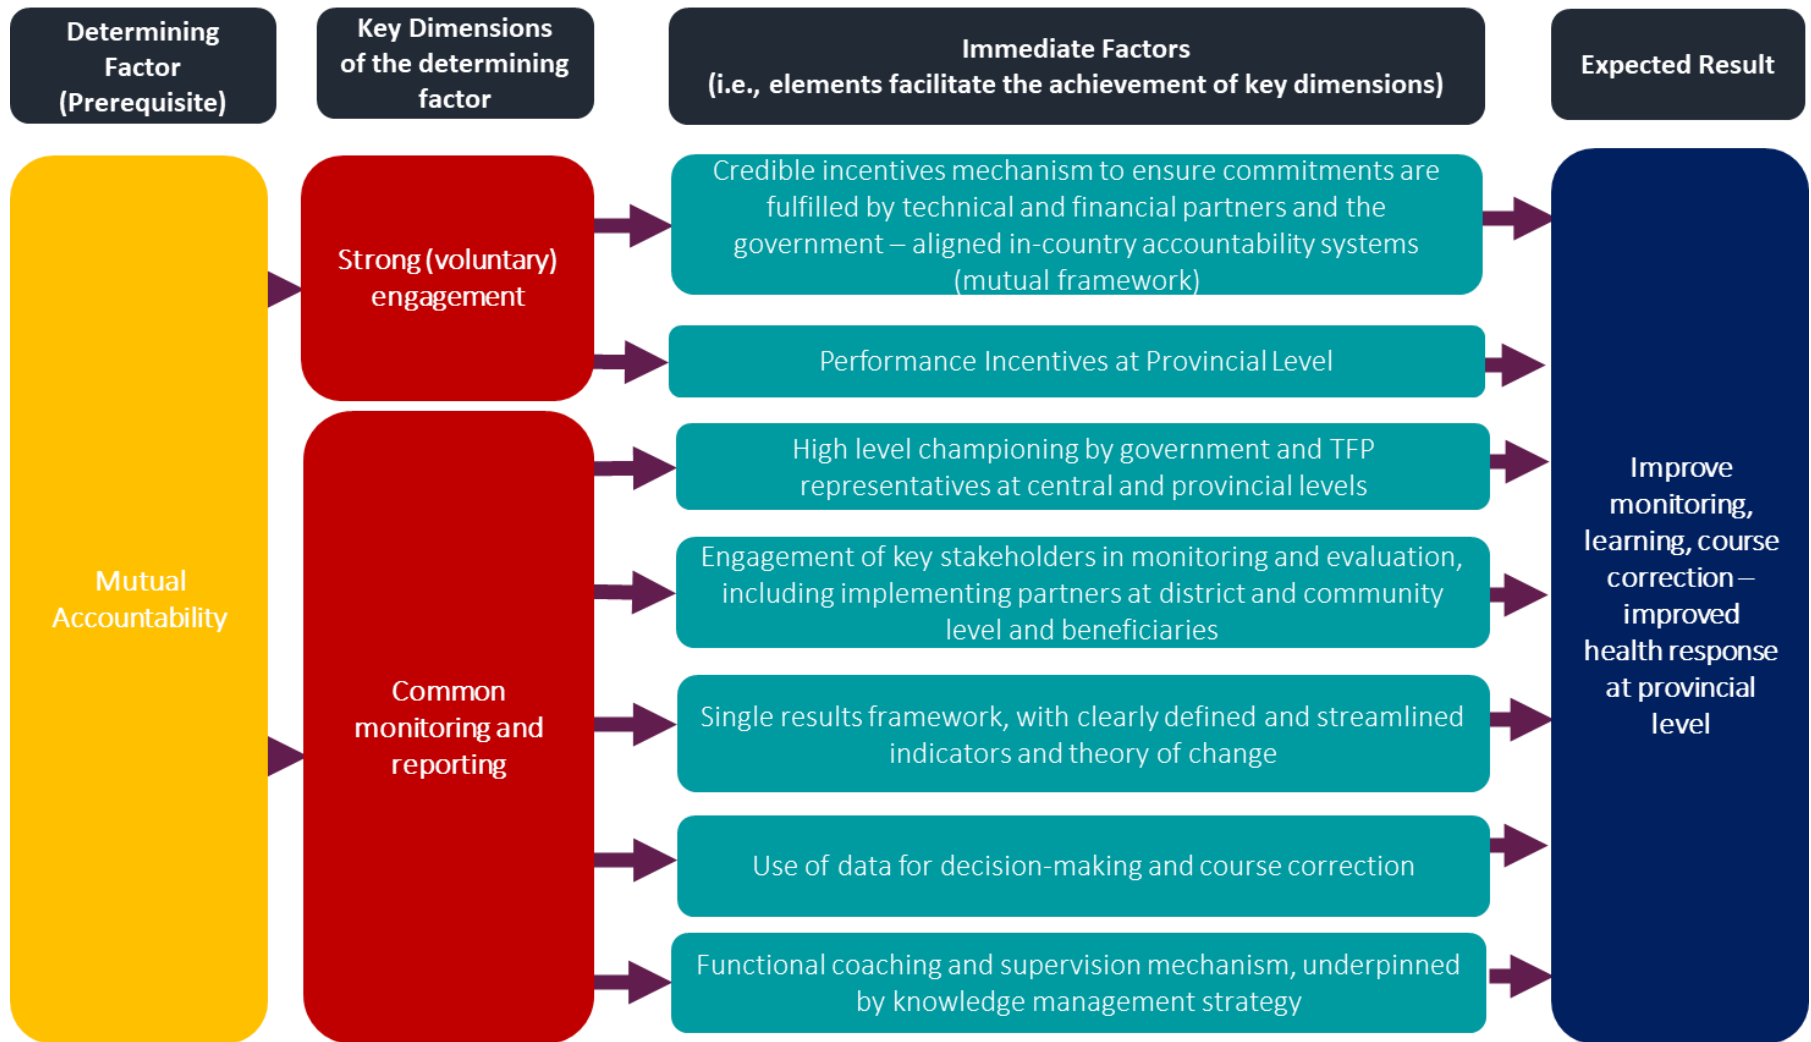 Determining
Factor
(Prerequisite)
Key Dimensions
of the determining
factor
Immediate Factors
(i.e., elements facilitate the achievement of key dimensions)
Expected Result
Mutual
Accountability
Strong (voluntary)
engagement
Credible incentives mechanism to ensure commitments are
fulfilled by technical and financial partners and the
government – aligned in-country accountability systems
(mutual framework)
Performance Incentives at Provincial Level
Common
monitoring and
reporting
High level championing by government and TFP
representatives at central and provincial levels
Engagement of key stakeholders in monitoring and evaluation,
including implementing partners at district and community
level and beneficiaries
Single results framework, with clearly defined and streamlined
indicators and theory of change
Use of data for decision-making and course correction
Functional coaching and supervision mechanism, underpinned
by knowledge management strategy
Improve
monitoring,
learning, course
correction –
improved
health response
at provincial
level